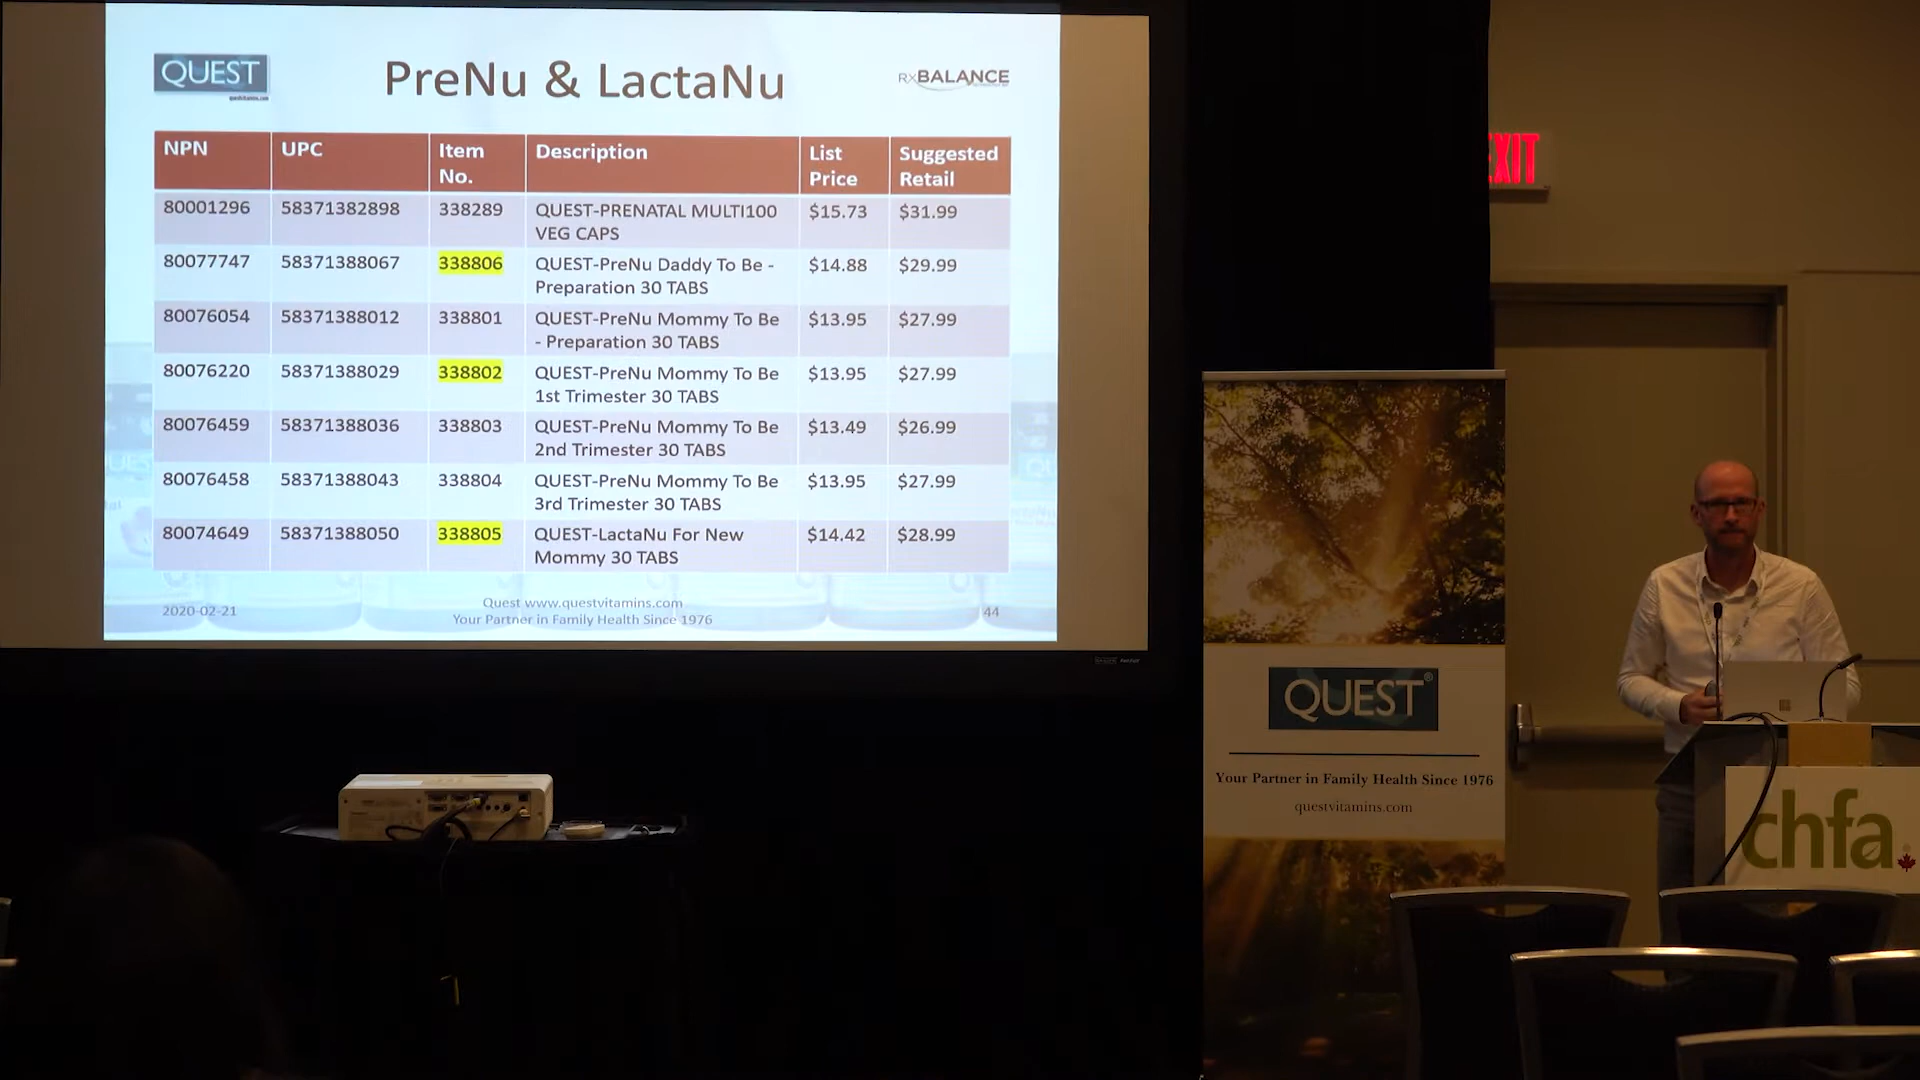 QUEST
questvitamins.com
PreNu & LactaNu
RxBALANCE
NPN UPC Item No. Description List Price Suggested Retail
80001296 58371382898 338289 QUEST-PRENATAL MULTI100 VEG CAPS $15.73 $31.99
80077747 58371388067 338806 QUEST-PreNu Daddy To Be - Preparation 30 TABS $14.88 $29.99
80076054 58371388012 338801 QUEST-PreNu Mommy To Be - Preparation 30 TABS $13.95 $27.99
80076220 58371388029 338802 QUEST-PreNu Mommy To Be 1st Trimester 30 TABS $13.95 $27.99
80076459 58371388036 338803 QUEST-PreNu Mommy To Be 2nd Trimester 30 TABS $13.49 $26.99
80076458 58371388043 338804 QUEST-PreNu Mommy To Be 3rd Trimester 30 TABS $13.95 $27.99
80074649 58371388050 338805 QUEST-LactaNu For New Mommy 30 TABS $14.42 $28.99
2020-02-21
Quest www.questvitamins.com
Your Partner in Family Health Since 1976
44
EXIT
QUEST®
Your Partner in Family Health Since 1976
questvitamins.com
chfa